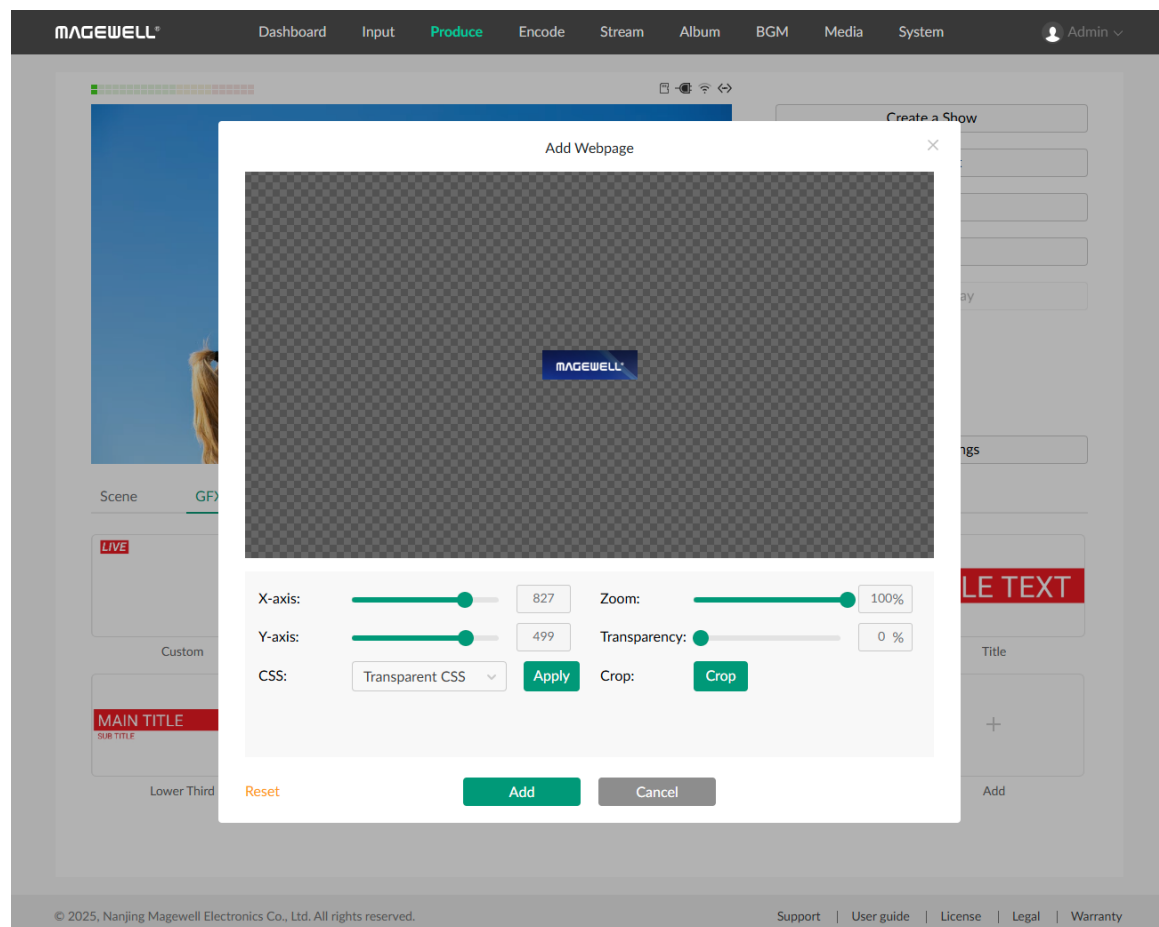 MAGEWELL® Dashboard Input Produce Encode Stream Album BGM Media System Admin
Create a Show
Add Webpage
ay
MAGEWELL®
ngs
Scene GFX
LIVE
LE TEXT
X-axis: 827 Zoom: 100%
Y-axis: 499 Transparency: 0 %
CSS: Transparent CSS Apply Crop: Crop
Custom Title
MAIN TITLE
SUB TITLE
Lower Third Reset Add Cancel Add
© 2025, Nanjing Magewell Electronics Co., Ltd. All rights reserved. Support | User guide | License | Legal | Warranty